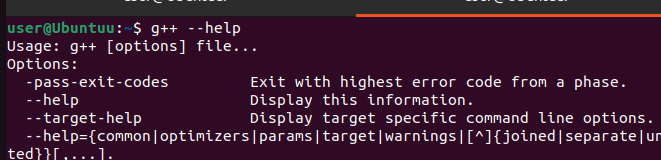 user@Ubuntuu:~$ g++ --help
Usage: g++ [options] file...
Options:
  -pass-exit-codes         Exit with highest error code from a phase.
  --help                   Display this information.
  --target-help            Display target specific command line options.
  --help={common|optimizers|params|target|warnings|[^]{joined|separate|un
ted}}[,...].